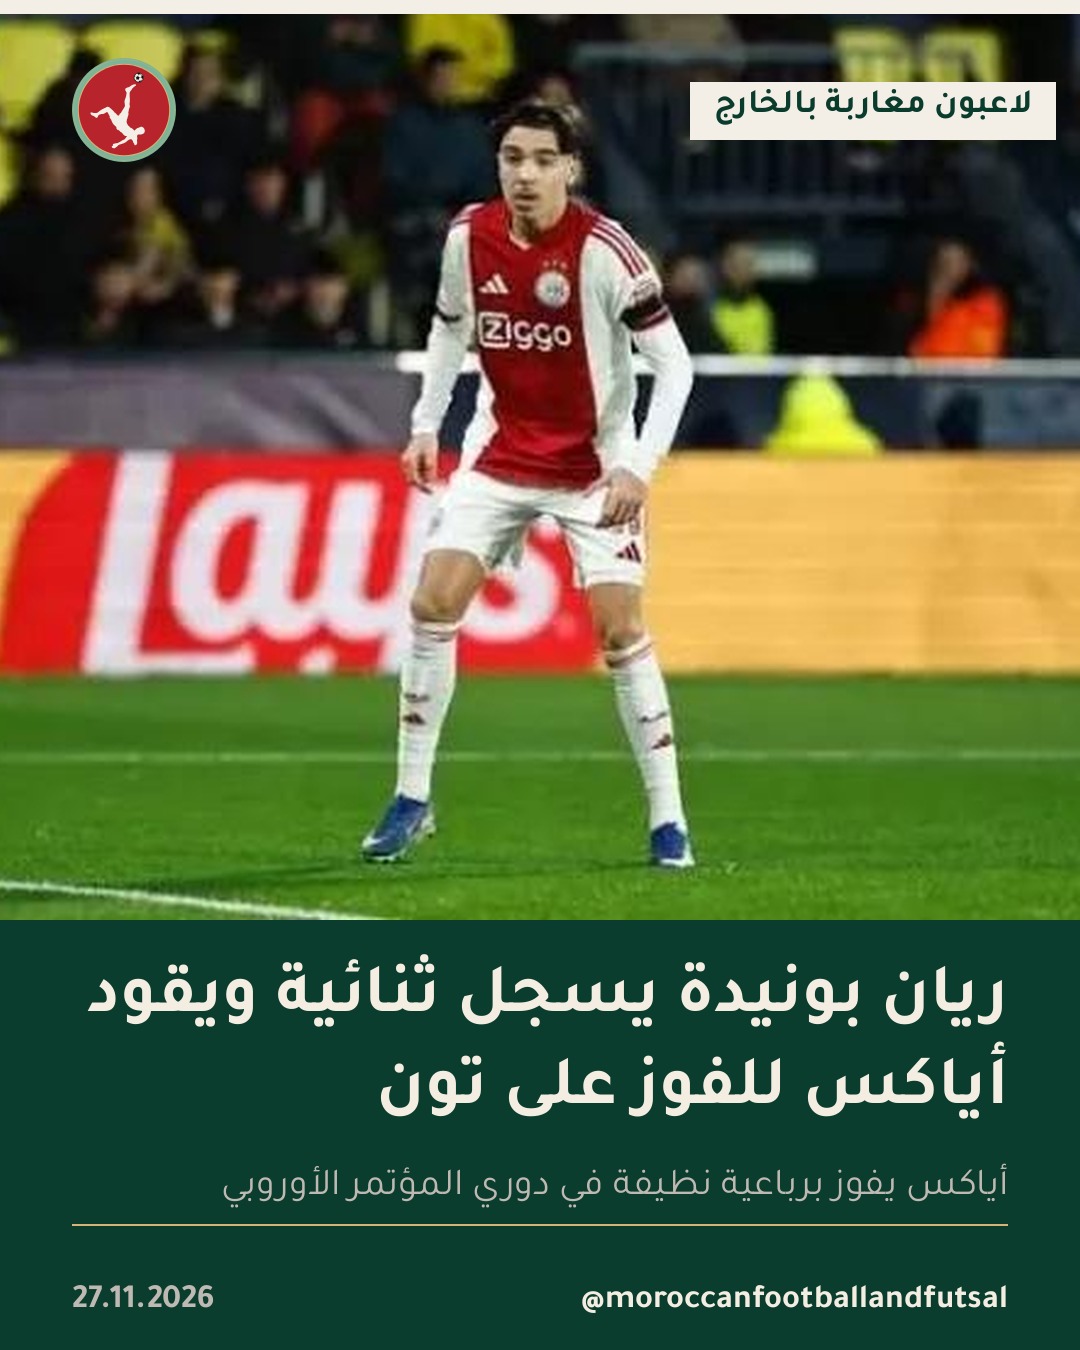 لاعبون مغاربة بالخارج
Ziggo
Lay's
ريان بونيدة يسجل ثنائية ويقود
أياكس للفوز على تون
أياكس يفوز برباعية نظيفة في دوري المؤتمر الأوروبي
27.11.2026
@moroccanfootballandfutsal